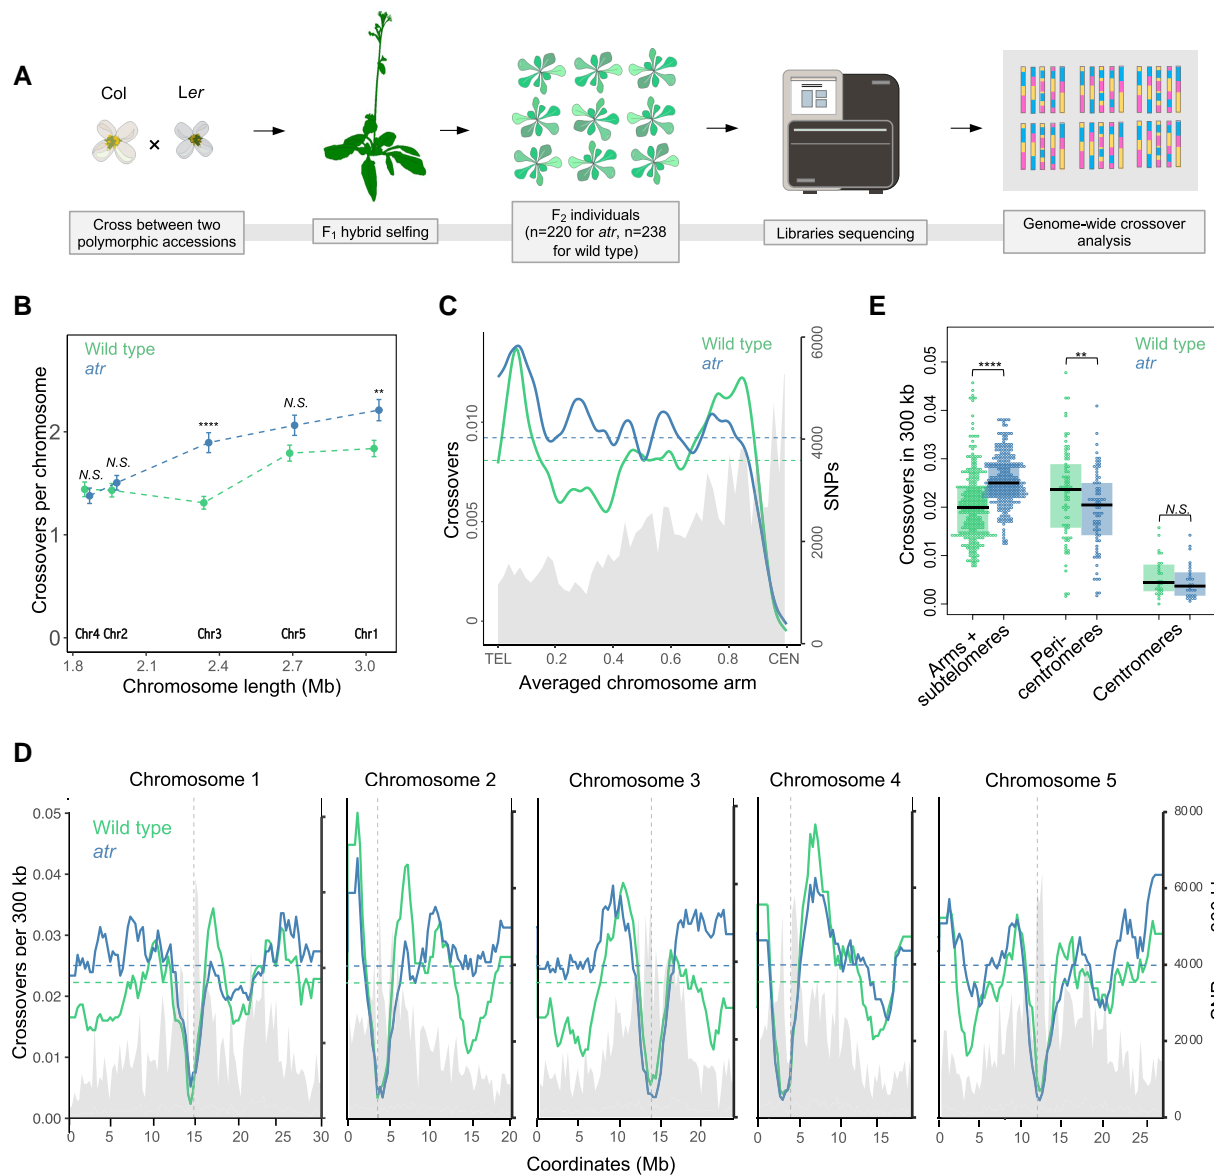 A
Col
Ler
×
Cross between two
polymorphic accessions
F1 hybrid selfing
F2 individuals
(n=220 for atr, n=238
for wild type)
Libraries sequencing
Genome-wide crossover
analysis
B
Wild type
atr
Crossovers per chromosome
2
1
0
N.S.
N.S.
****
N.S.
**
Chr4 Chr2 Chr3 Chr5 Chr1
1.8 2.1 2.4 2.7 3.0
Chromosome length (Mb)
C
Wild type
atr
Crossovers
0.010
0.005
0
SNPs
6000
4000
2000
0
TEL 0.2 0.4 0.6 0.8 CEN
Averaged chromosome arm
E
Wild type
atr
Crossovers in 300 kb
0.05
0.04
0.03
0.02
0.01
0.00
****
**
N.S.
Arms +
subtelomeres
Peri-
centromeres
Centromeres
D
Chromosome 1 Chromosome 2 Chromosome 3 Chromosome 4 Chromosome 5
Wild type
atr
Crossovers per 300 kb
0.05
0.04
0.03
0.02
0.01
0.00
8000
6000
4000
2000
0
0 5 10 15 20 25 30
0 5 10 15 20
0 5 10 15 20
0 5 10 15
0 5 10 15 20 25
Coordinates (Mb)